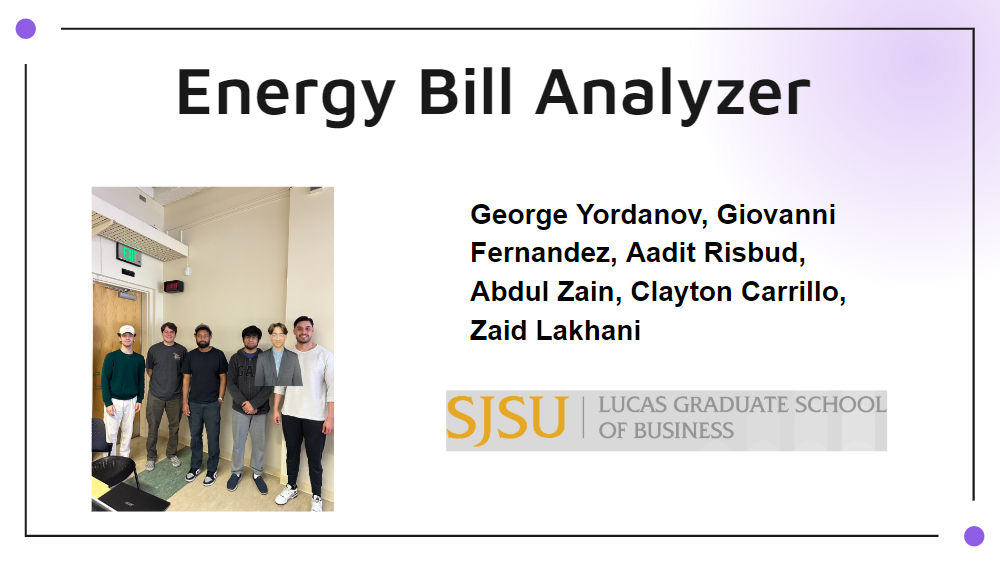 Energy Bill Analyzer
George Yordanov, Giovanni
Fernandez, Aadit Risbud,
Abdul Zain, Clayton Carrillo,
Zaid Lakhani
SJSU LUCAS GRADUATE SCHOOL
OF BUSINESS